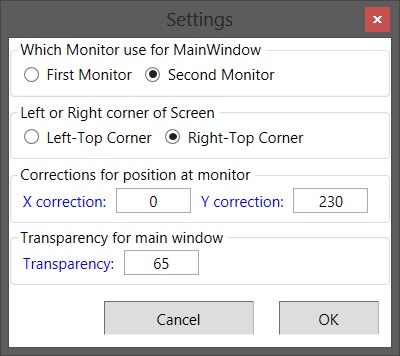 Settings
x
Which Monitor use for MainWindow
First Monitor Second Monitor
Left or Right corner of Screen
Left-Top Corner Right-Top Corner
Corrections for position at monitor
X correction: 0 Y correction: 230
Transparency for main window
Transparency: 65
Cancel OK